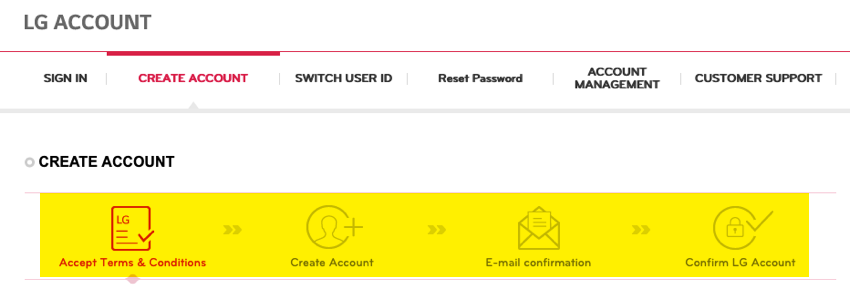 LG ACCOUNT
SIGN IN
CREATE ACCOUNT
SWITCH USER ID
Reset Password
ACCOUNT
MANAGEMENT
CUSTOMER SUPPORT
CREATE ACCOUNT
LG
Accept Terms & Conditions
Create Account
E-mail confirmation
Confirm LG Account